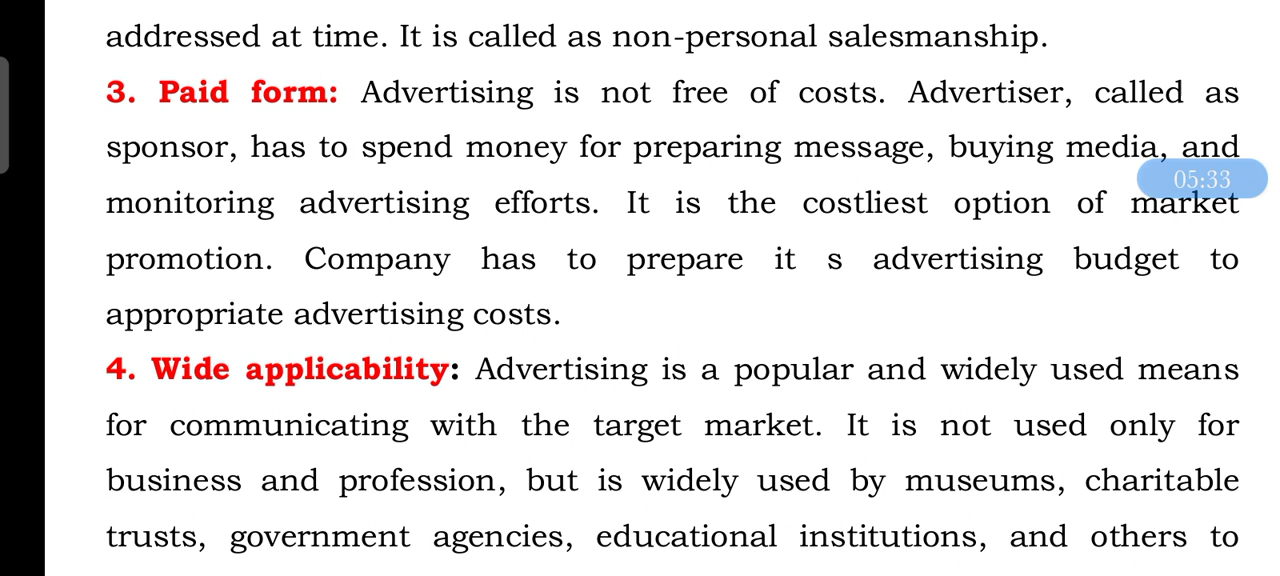 addressed at time. It is called as non-personal salesmanship.
3. Paid form: Advertising is not free of costs. Advertiser, called as
sponsor, has to spend money for preparing message, buying media, and
05:33
monitoring advertising efforts. It is the costliest option of market
promotion. Company has to prepare it s advertising budget to
appropriate advertising costs.
4. Wide applicability: Advertising is a popular and widely used means
for communicating with the target market. It is not used only for
business and profession, but is widely used by museums, charitable
trusts, government agencies, educational institutions, and others to